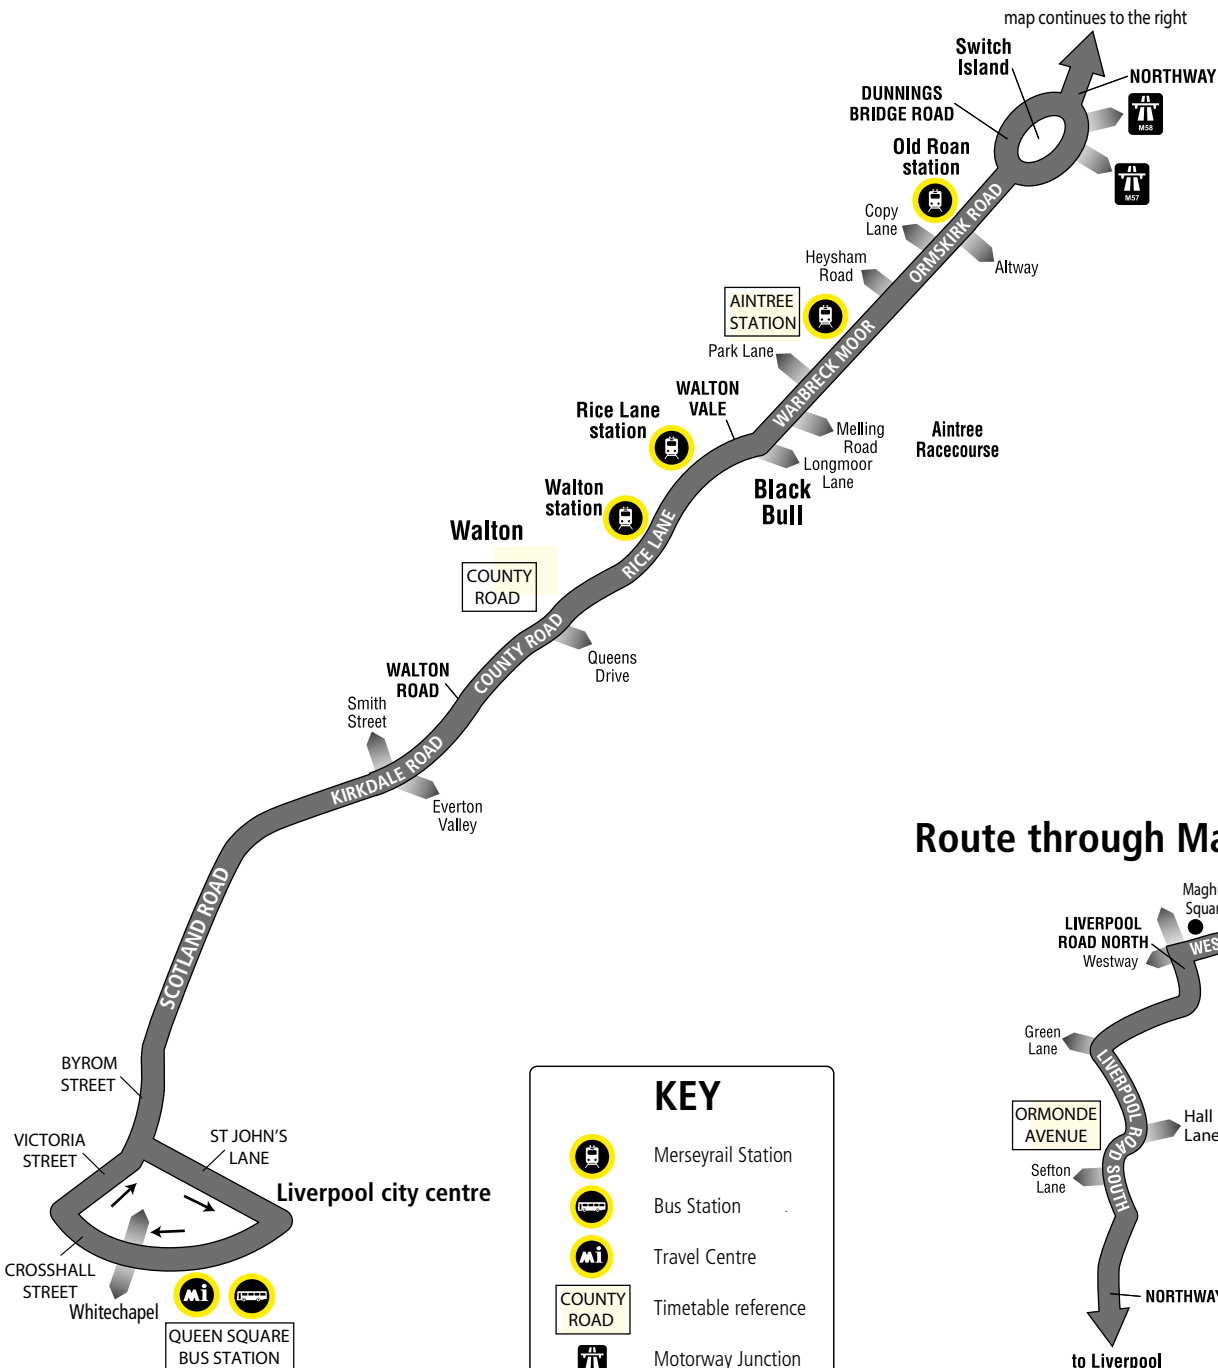 map continues to the right
Switch
Island
NORTHWAY
DUNNINGS
BRIDGE ROAD
M58
Old Roan
station
M57
Copy
Lane
ORMSKIRK ROAD
Altway
Heysham
Road
AINTREE
STATION
WARBRECK MOOR
Park Lane
WALTON
VALE
Rice Lane
station
Melling
Road
Aintree
Racecourse
Longmoor
Lane
Black
Bull
Walton
station
Walton
RICE LANE
COUNTY
ROAD
COUNTY ROAD
Queens
Drive
WALTON
ROAD
Smith
Street
KIRKDALE ROAD
Everton
Valley
SCOTLAND ROAD
BYROM
STREET
VICTORIA
STREET
ST JOHN'S
LANE
Liverpool city centre
CROSSHALL
STREET
Whitechapel
mi
QUEEN SQUARE
BUS STATION
KEY
Merseyrail Station
Bus Station
mi
Travel Centre
COUNTY
ROAD
Timetable reference
Motorway Junction
Route through Ma
Magh
Squar
LIVERPOOL
ROAD NORTH
WES
Westway
Green
Lane
LIVERPOOL ROAD SOUTH
ORMONDE
AVENUE
Hall
Lane
Sefton
Lane
NORTHWAY
to Liverpool